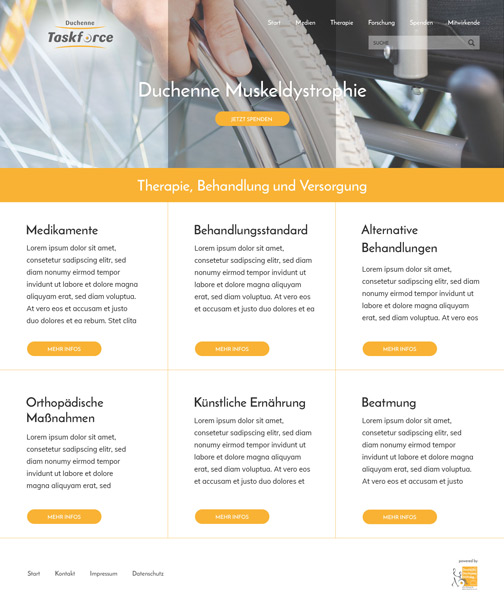 Duchenne
Taskforce
Start Medien Therapie Forschung Spenden Mitwirkende
SUCHE
Duchenne Muskeldystrophie
JETZT SPENDEN
Therapie, Behandlung und Versorgung
Medikamente
Lorem ipsum dolor sit amet,
consetetur sadipscing elitr, sed
diam nonumy eirmod tempor
invidunt ut labore et dolore magna
aliquyam erat, sed diam voluptua.
At vero eos et accusam et justo
duo dolores et ea rebum. Stet clita
MEHR INFOS
Behandlungsstandard
Lorem ipsum dolor sit amet,
consetetur sadipscing elitr, sed diam
nonumy eirmod tempor invidunt ut
labore et dolore magna aliquyam
erat, sed diam voluptua. At vero eos
et accusam et justo duo dolores et ea
MEHR INFOS
Alternative
Behandlungen
Lorem ipsum dolor sit amet,
consetetur sadipscing elitr, sed diam
nonumy eirmod tempor invidunt ut
labore et dolore magna aliquyam
erat, sed diam voluptua. At vero eos
MEHR INFOS
Orthopädische
Maßnahmen
Lorem ipsum dolor sit amet,
consetetur sadipscing elitr, sed
diam nonumy eirmod tempor
invidunt ut labore et dolore
magna aliquyam erat, sed
MEHR INFOS
Künstliche Ernährung
Lorem ipsum dolor sit amet,
consetetur sadipscing elitr, sed diam
nonumy eirmod tempor invidunt ut
labore et dolore magna aliquyam
erat, sed diam voluptua. At vero eos
et accusam et justo duo dolores et
MEHR INFOS
Beatmung
Lorem ipsum dolor sit amet,
consetetur sadipscing elitr, sed
diam nonumy eirmod tempor
invidunt ut labore et dolore magna
aliquyam erat, sed diam voluptua.
At vero eos et accusam et justo
MEHR INFOS
Start Kontakt Impressum Datenschutz
powered by